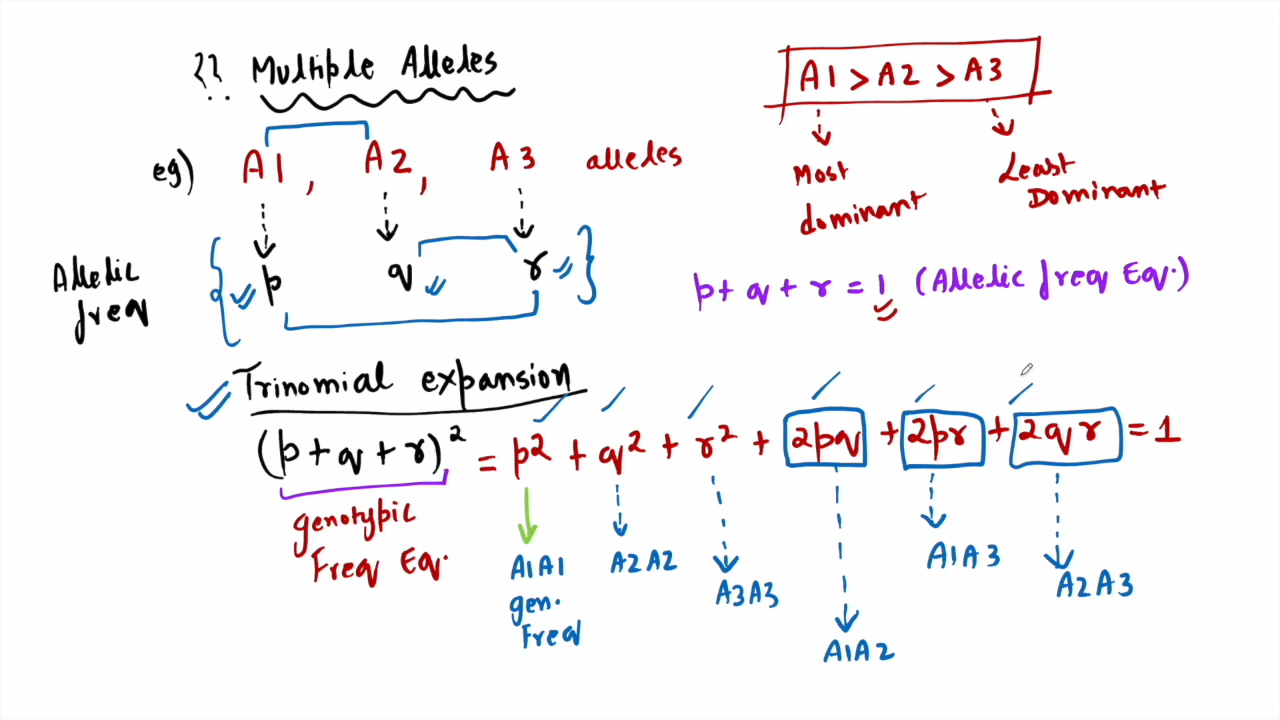 ?? Multiple Alleles
A1 > A2 > A3
Most dominant
Least Dominant
eg) A1, A2, A3 alleles
Allelic freq
p q r
p + q + r = 1 (Allelic freq Eq.)
Trinomial expansion
(p+q+r)² = p² + q² + r² + 2pq + 2pr + 2qr = 1
genotypic
Freq Eq.
A1A1
gen.
Freq
A2A2
A3A3
A1A2
A1A3
A2A3